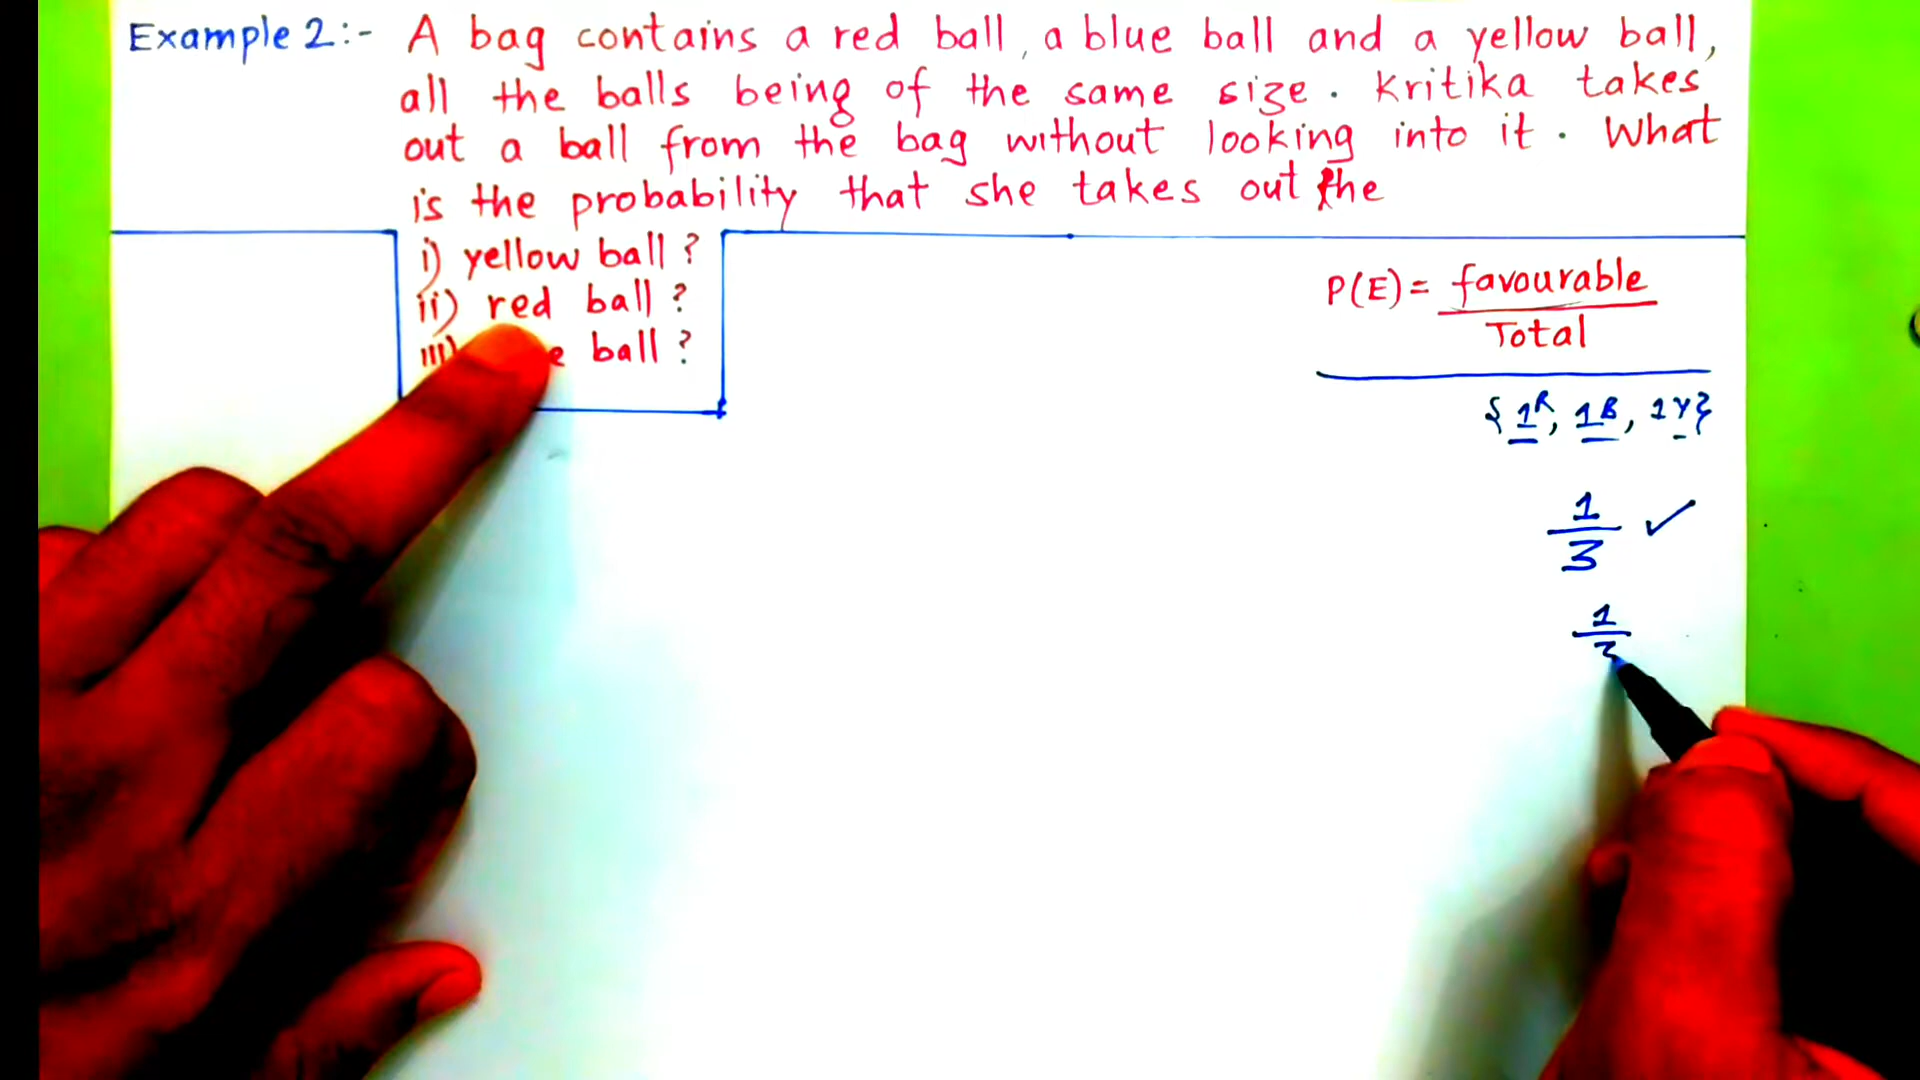 Example 2:- A bag contains a red ball, a blue ball and a yellow ball,
all the balls being of the same size. Kritika takes
out a ball from the bag without looking into it. What
is the probability that she takes out the
i) yellow ball?
ii) red ball?
iii) ball?
P(E) = favourable
Total
{1R, 1B, 1Y}
1
3 ✓
1
3